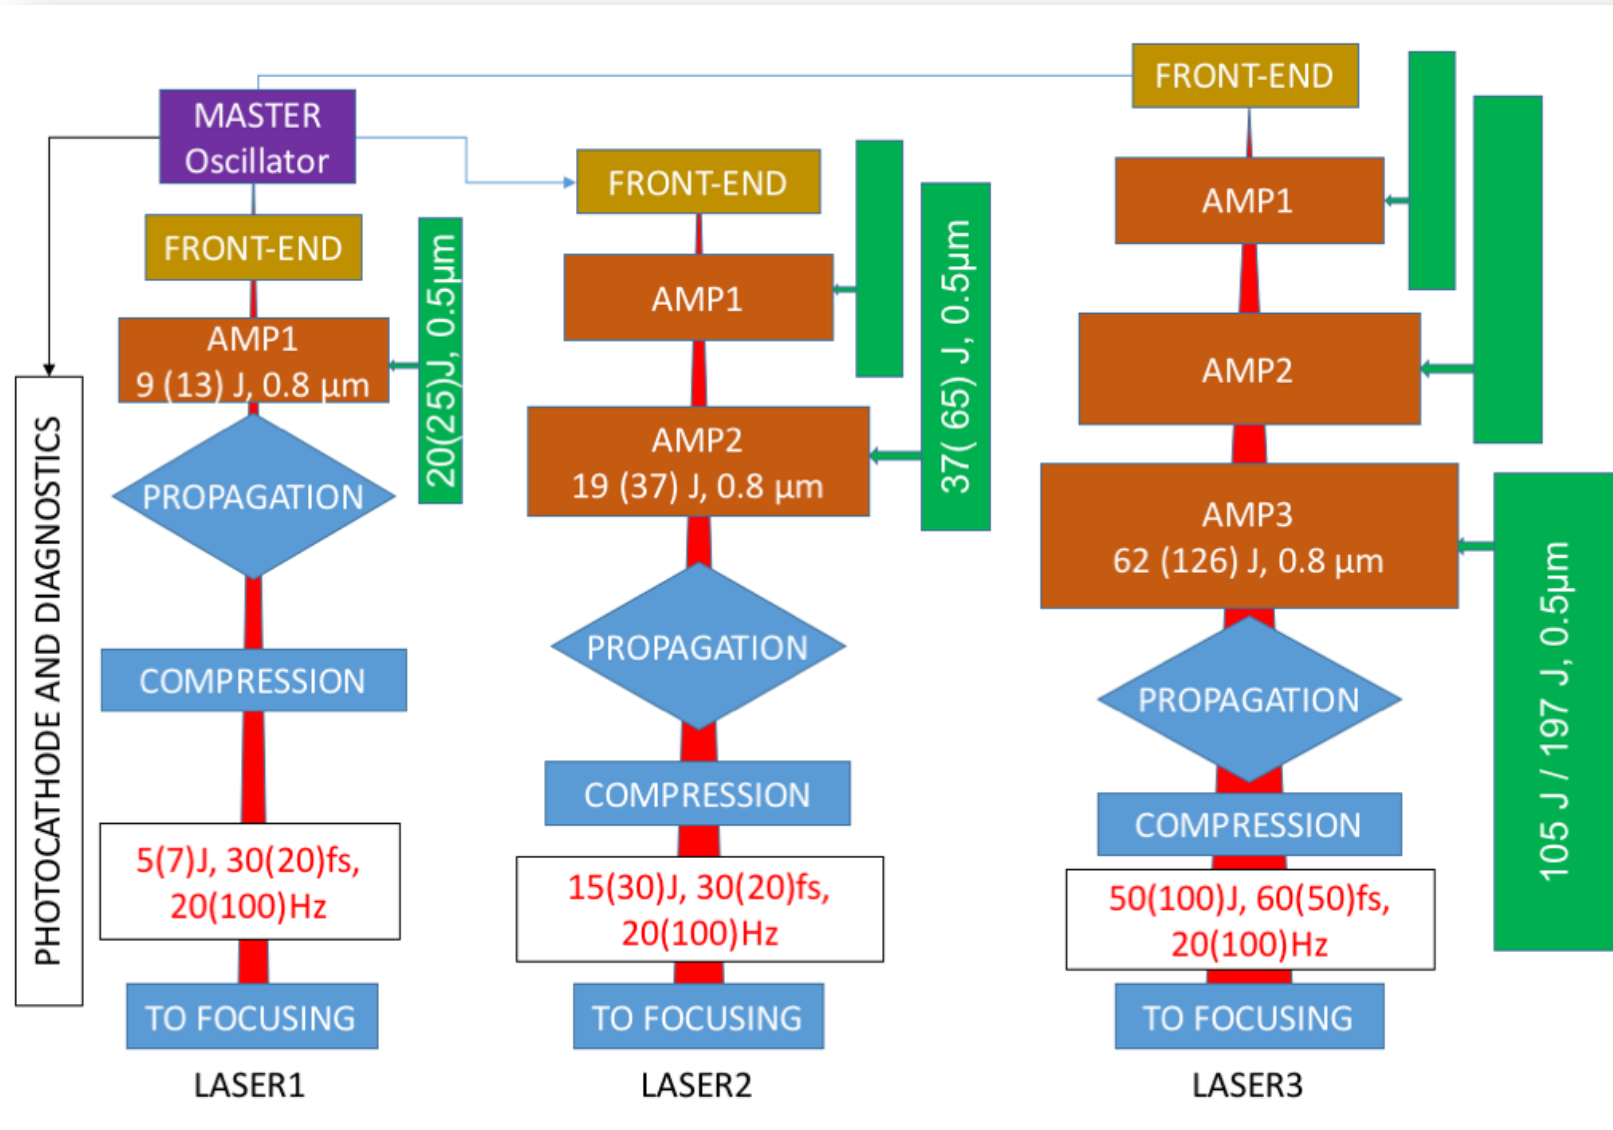 MASTER
Oscillator
FRONT-END
AMP1
9 (13) J, 0.8 µm
20(25)J, 0.5µm
PROPAGATION
COMPRESSION
5(7)J, 30(20)fs,
20(100)Hz
TO FOCUSING
LASER1
PHOTOCATHODE AND DIAGNOSTICS
FRONT-END
AMP1
AMP2
19 (37) J, 0.8 µm
37( 65) J, 0.5µm
PROPAGATION
COMPRESSION
15(30)J, 30(20)fs,
20(100)Hz
TO FOCUSING
LASER2
FRONT-END
AMP1
AMP2
AMP3
62 (126) J, 0.8 µm
105 J / 197 J, 0.5µm
PROPAGATION
COMPRESSION
50(100)J, 60(50)fs,
20(100)Hz
TO FOCUSING
LASER3